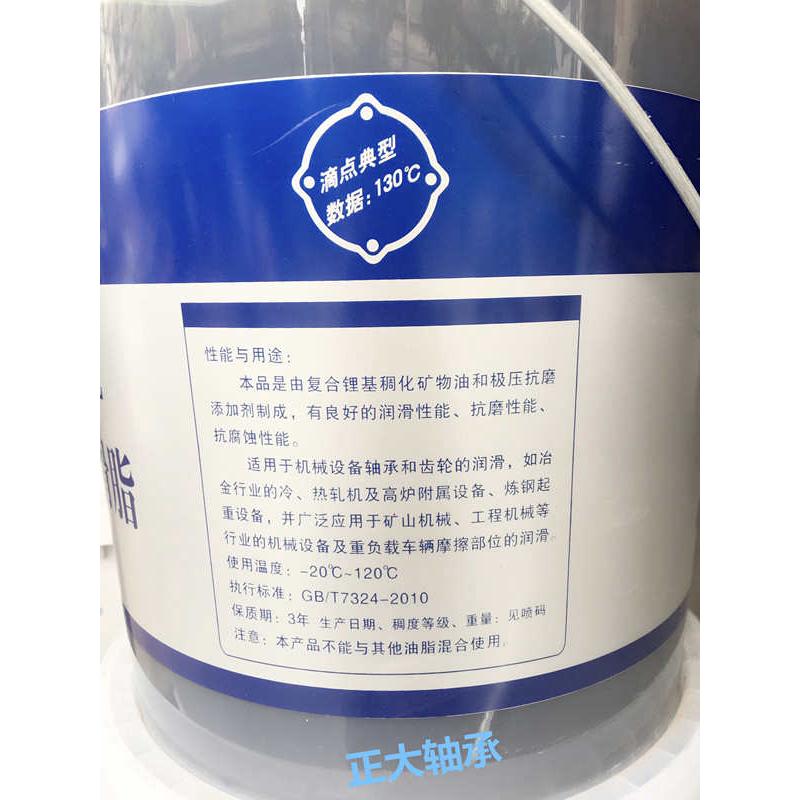 滴点典型
数据：130℃
性能与用途：
本品是由复合锂基稠化矿物油和极压抗磨
添加剂制成，有良好的润滑性能、抗磨性能、
抗腐蚀性能。
适用于机械设备轴承和齿轮的润滑，如冶
金行业的冷、热轧机及高炉附属设备、炼钢起
重设备，并广泛应用于矿山机械、工程机械等
行业的机械设备及重负载车辆摩擦部位的润滑。
使用温度：-20℃~120℃
执行标准：GB/T7324-2010
保质期：3年 生产日期、稠度等级、重量：见喷码
注意：本产品不能与其他油脂混合使用。
脂
正大轴承